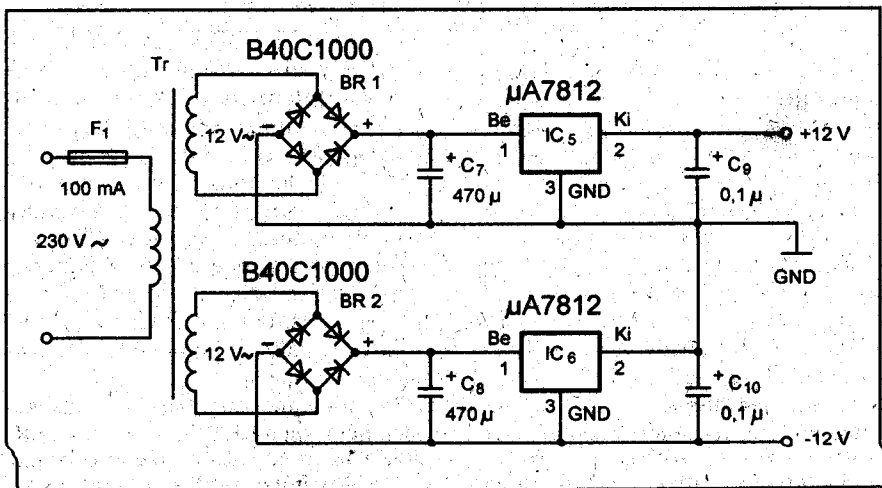 B40C1000
Tr
BR 1
µA7812
F₁
12 V~
−
+
Be
IC₅
Ki
+12 V
1
2
100 mA
+ C₇
470 µ
3
GND
+ C₉
0,1 µ
230 V ~
GND
B40C1000
BR 2
µA7812
12 V~
−
+
Be
IC₆
Ki
1
2
+ C₈
470 µ
3
GND
+ C₁₀
0,1 µ
-12 V